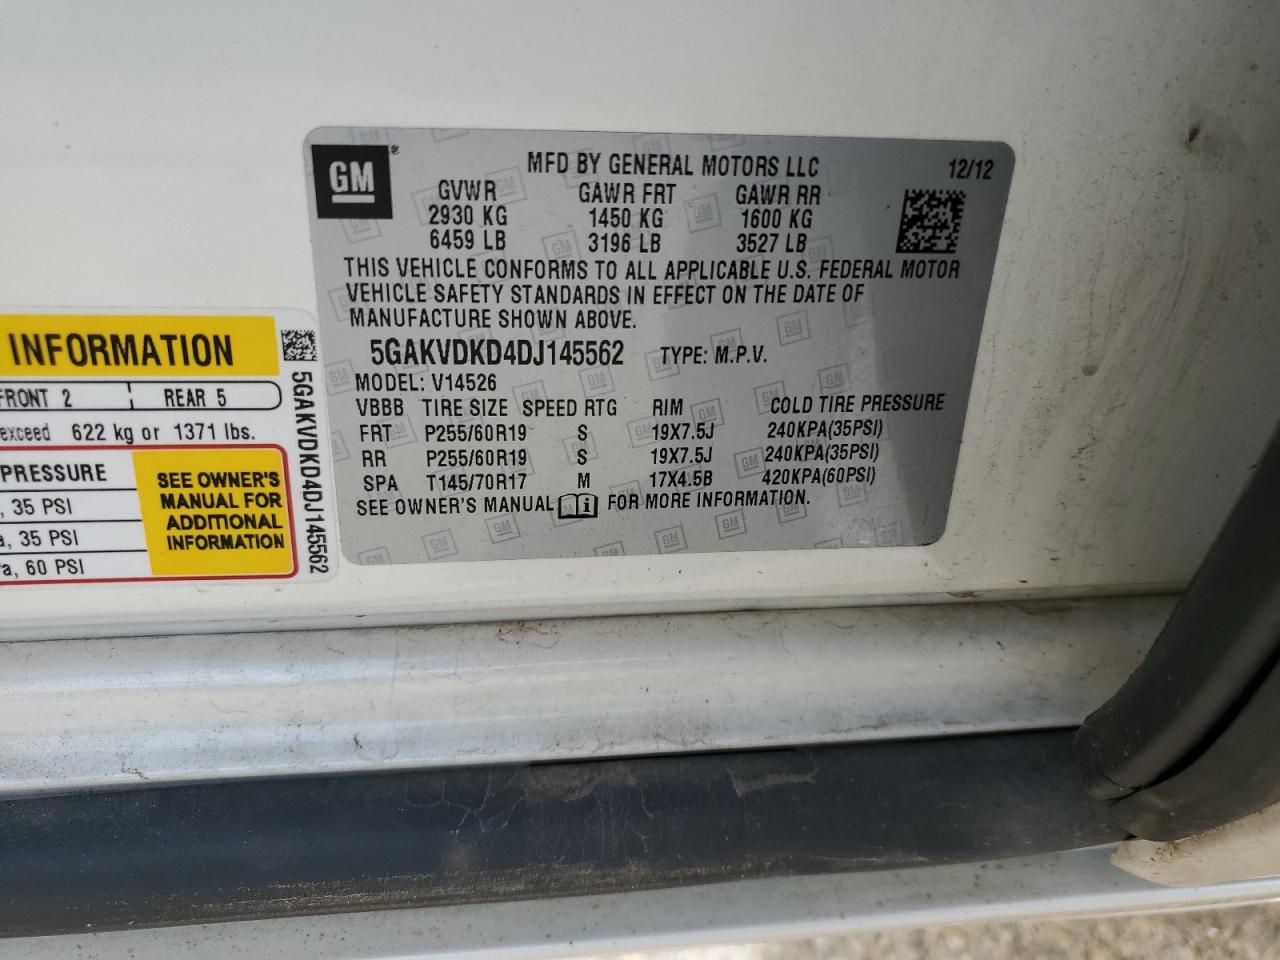 GM ®
MFD BY GENERAL MOTORS LLC 12/12
GVWR GAWR FRT GAWR RR
2930 KG 1450 KG 1600 KG
6459 LB 3196 LB 3527 LB
THIS VEHICLE CONFORMS TO ALL APPLICABLE U.S. FEDERAL MOTOR
VEHICLE SAFETY STANDARDS IN EFFECT ON THE DATE OF
MANUFACTURE SHOWN ABOVE.
5GAKVDKD4DJ145562 TYPE: M.P.V.
MODEL: V14526
VBBB TIRE SIZE SPEED RTG RIM COLD TIRE PRESSURE
FRT P255/60R19 S 19X7.5J 240KPA(35PSI)
RR P255/60R19 S 19X7.5J 240KPA(35PSI)
SPA T145/70R17 M 17X4.5B 420KPA(60PSI)
SEE OWNER'S MANUAL i FOR MORE INFORMATION.
INFORMATION
FRONT 2 REAR 5
exceed 622 kg or 1371 lbs.
PRESSURE
, 35 PSI
a, 35 PSI
a, 60 PSI
SEE OWNER'S
MANUAL FOR
ADDITIONAL
INFORMATION
5GAKVDKD4DJ145562